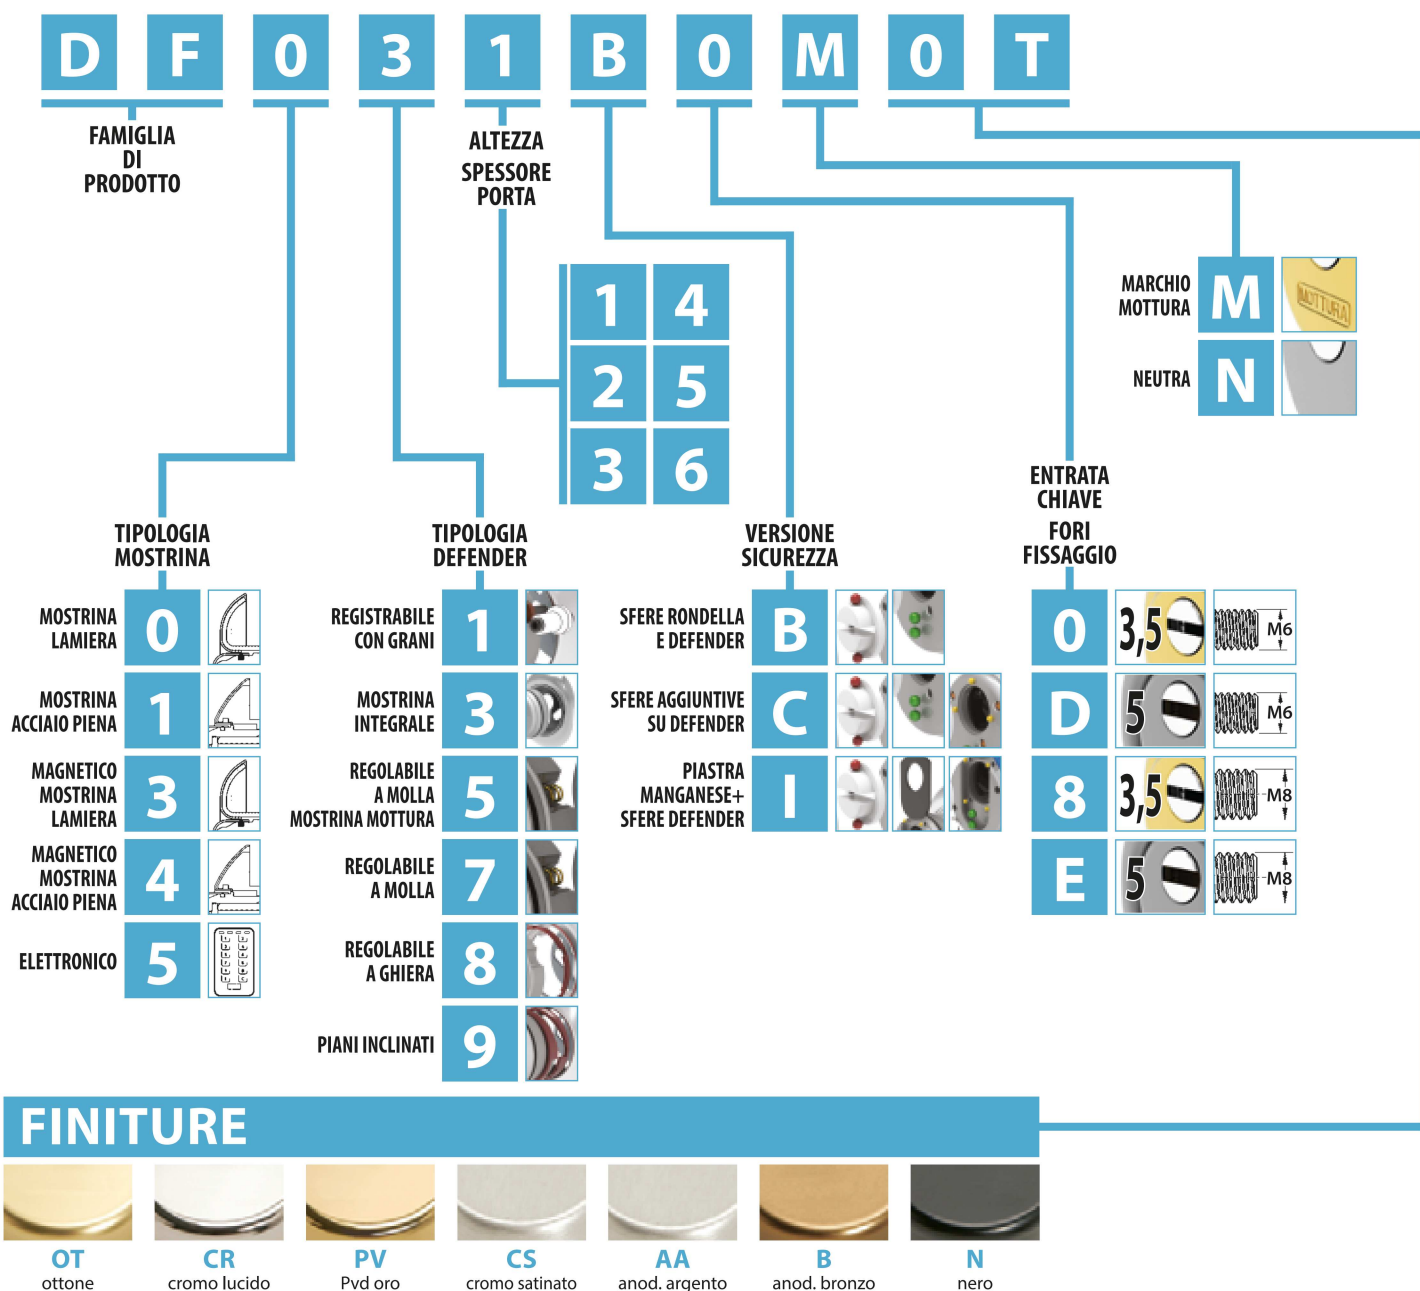 D F 0 3 1 B 0 M 0 T
FAMIGLIA
DI
PRODOTTO
ALTEZZA
SPESSORE
PORTA
1 4
2 5
3 6
MARCHIO
MOTTURA
M
MOTTURA
NEUTRA
N
TIPOLOGIA
MOSTRINA
MOSTRINA
LAMIERA
0
MOSTRINA
ACCIAIO PIENA
1
MAGNETICO
MOSTRINA
LAMIERA
3
MAGNETICO
MOSTRINA
ACCIAIO PIENA
4
ELETTRONICO
5
TIPOLOGIA
DEFENDER
REGISTRABILE
CON GRANI
1
MOSTRINA
INTEGRALE
3
REGOLABILE
A MOLLA
MOSTRINA MOTTURA
5
REGOLABILE
A MOLLA
7
REGOLABILE
A GHIERA
8
PIANI INCLINATI
9
VERSIONE
SICUREZZA
SFERE RONDELLA
E DEFENDER
B
SFERE AGGIUNTIVE
SU DEFENDER
C
PIASTRA
MANGANESE+
SFERE DEFENDER
I
ENTRATA
CHIAVE
FORI
FISSAGGIO
0 3,5 M6
D 5 M6
8 3,5 M8
E 5 M8
FINITURE
OT CR PV CS AA B N
ottone cromo lucido Pvd oro cromo satinato anod. argento anod. bronzo nero